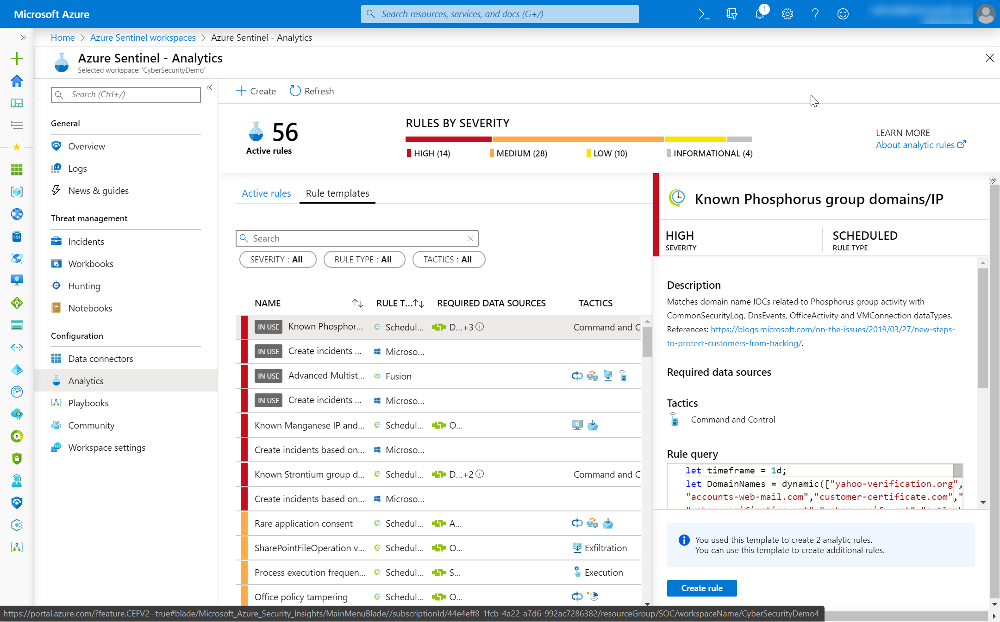 Microsoft Azure
Search resources, services, and docs (G+/)
1
Home > Azure Sentinel workspaces > Azure Sentinel - Analytics
Azure Sentinel - Analytics
Selected workspace: 'CyberSecurityDemo'
Search (Ctrl+/)
General
Overview
Logs
News & guides
Threat management
Incidents
Workbooks
Hunting
Notebooks
Configuration
Data connectors
Analytics
Playbooks
Community
Workspace settings
Create
Refresh
56
Active rules
RULES BY SEVERITY
HIGH (14)
MEDIUM (28)
LOW (10)
INFORMATIONAL (4)
LEARN MORE
About analytic rules
Active rules
Rule templates
Search
SEVERITY : All
RULE TYPE : All
TACTICS : All
NAME RULE T... REQUIRED DATA SOURCES TACTICS
IN USE Known Phosphor... Schedul... D...+3 Command and C
IN USE Create incidents ... Microso...
IN USE Advanced Multist... Fusion
IN USE Create incidents ... Microso...
Known Manganese IP and... Schedul... O...
Create incidents based on... Microso...
Known Strontium group d... Schedul... D...+2 Command and C
Create incidents based on... Microso...
Rare application consent Schedul... A...
SharePointFileOperation v... Schedul... O... Exfiltration
Process execution frequen... Schedul... S... Execution
Office policy tampering Schedul... O...
Known Phosphorus group domains/IP
HIGH
SEVERITY
SCHEDULED
RULE TYPE
Description
Matches domain name IOCs related to Phosphorus group activity with
CommonSecurityLog, DnsEvents, OfficeActivity and VMConnection dataTypes.
References: https://blogs.microsoft.com/on-the-issues/2019/03/27/new-steps-
to-protect-customers-from-hacking/.
Required data sources
Tactics
Command and Control
Rule query
let timeframe = 1d;
let DomainNames = dynamic(["yahoo-verification.org",
"accounts-web-mail.com","customer-certificate.com","
You used this template to create 2 analytic rules.
You can use this template to create additional rules.
Create rule
https://portal.azure.com/?feature.CEFV2=true#blade/Microsoft_Azure_Security_Insights/MainMenuBlade//subscriptionId/44e4eff8-1fcb-4a22-a7d6-992ac7286382/resourceGroup/SOC/workspaceName/CyberSecurityDemo4